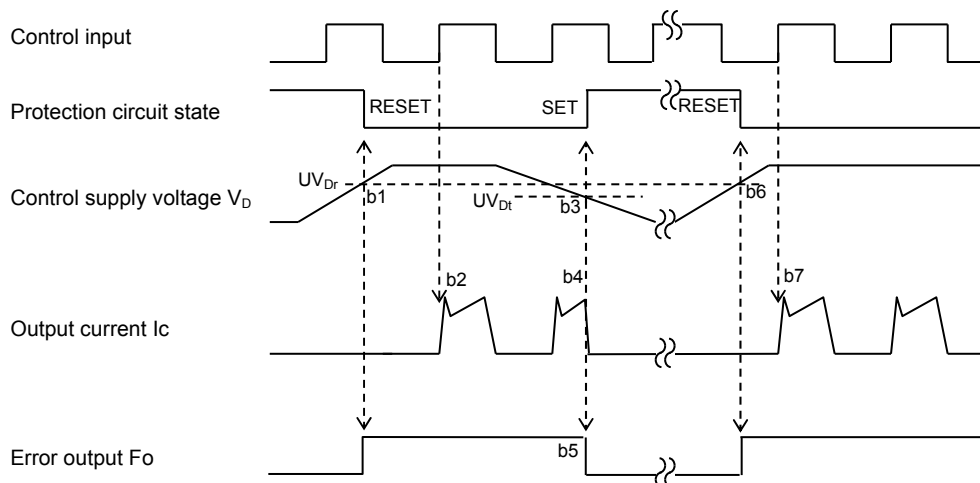 Control input
Protection circuit state
RESET
SET
RESET
Control supply voltage VD
UVDr
b1
UVDt
b3
b6
b2
b4
b7
Output current Ic
Error output Fo
b5